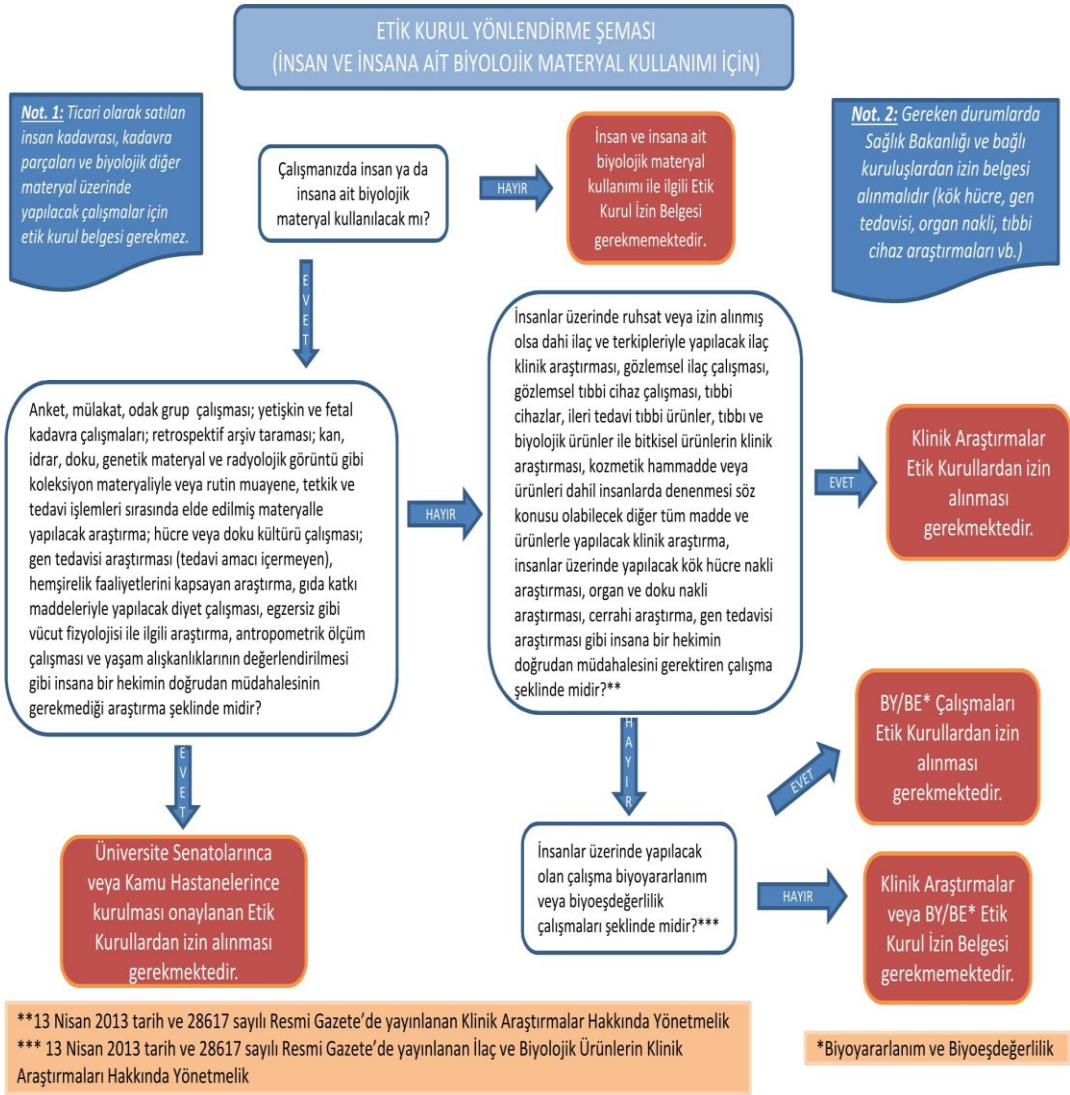 ETİK KURUL YÖNLENDİRME ŞEMASI
(İNSAN VE İNSANA AİT BİYOLOJİK MATERYAL KULLANIMI İÇİN)
Not. 1: Ticari olarak satılan
insan kadavrası, kadavra
parçaları ve biyolojik diğer
materyal üzerinde
yapılacak çalışmalar için
etik kurul belgesi gerekmez.
Çalışmanızda insan ya da
insana ait biyolojik
materyal kullanılacak mı?
HAYIR
İnsan ve insana ait
biyolojik materyal
kullanımı ile ilgili Etik
Kurul İzin Belgesi
gerekmemektedir.
Not. 2: Gereken durumlarda
Sağlık Bakanlığı ve bağlı
kuruluşlardan izin belgesi
alınmalıdır (kök hücre, gen
tedavisi, organ nakli, tıbbi
cihaz araştırmaları vb.)
EVET
Anket, mülakat, odak grup çalışması; yetişkin ve fetal
kadavra çalışmaları; retrospektif arşiv taraması; kan,
idrar, doku, genetik materyal ve radyolojik görüntü gibi
koleksiyon materyaliyle veya rutin muayene, tetkik ve
tedavi işlemleri sırasında elde edilmiş materyalle
yapılacak araştırma; hücre veya doku kültürü çalışması;
gen tedavisi araştırması (tedavi amacı içermeyen),
hemşirelik faaliyetlerini kapsayan araştırma, gıda katkı
maddeleriyle yapılacak diyet çalışması, egzersiz gibi
vücut fizyolojisi ile ilgili araştırma, antropometrik ölçüm
çalışması ve yaşam alışkanlıklarının değerlendirilmesi
gibi insana bir hekimin doğrudan müdahalesinin
gerekmediği araştırma şeklinde midir?
HAYIR
İnsanlar üzerinde ruhsat veya izin alınmış
olsa dahi ilaç ve terkipleriyle yapılacak ilaç
klinik araştırması, gözlemsel ilaç çalışması,
gözlemsel tıbbi cihaz çalışması, tıbbi
cihazlar, ileri tedavi tıbbi ürünler, tıbbı ve
biyolojik ürünler ile bitkisel ürünlerin klinik
araştırması, kozmetik hammadde veya
ürünleri dahil insanlarda denenmesi söz
konusu olabilecek diğer tüm madde ve
ürünlerle yapılacak klinik araştırma,
insanlar üzerinde yapılacak kök hücre nakli
araştırması, organ ve doku nakli
araştırması, cerrahi araştırma, gen tedavisi
araştırması gibi insana bir hekimin
doğrudan müdahalesini gerektiren çalışma
şeklinde midir?**
EVET
Klinik Araştırmalar
Etik Kurullardan izin
alınması
gerekmektedir.
EVET
Üniversite Senatolarınca
veya Kamu Hastanelerince
kurulması onaylanan Etik
Kurullardan izin alınması
gerekmektedir.
HAYIR
İnsanlar üzerinde yapılacak
olan çalışma biyoyararlanım
veya biyoeşdeğerlilik
çalışmaları şeklinde midir?***
EVET
BY/BE* Çalışmaları
Etik Kurullardan izin
alınması
gerekmektedir.
HAYIR
Klinik Araştırmalar
veya BY/BE* Etik
Kurul İzin Belgesi
gerekmemektedir.
**13 Nisan 2013 tarih ve 28617 sayılı Resmi Gazete’de yayınlanan Klinik Araştırmalar Hakkında Yönetmelik
*** 13 Nisan 2013 tarih ve 28617 sayılı Resmi Gazete’de yayınlanan İlaç ve Biyolojik Ürünlerin Klinik
Araştırmaları Hakkında Yönetmelik
*Biyoyararlanım ve Biyoeşdeğerlilik